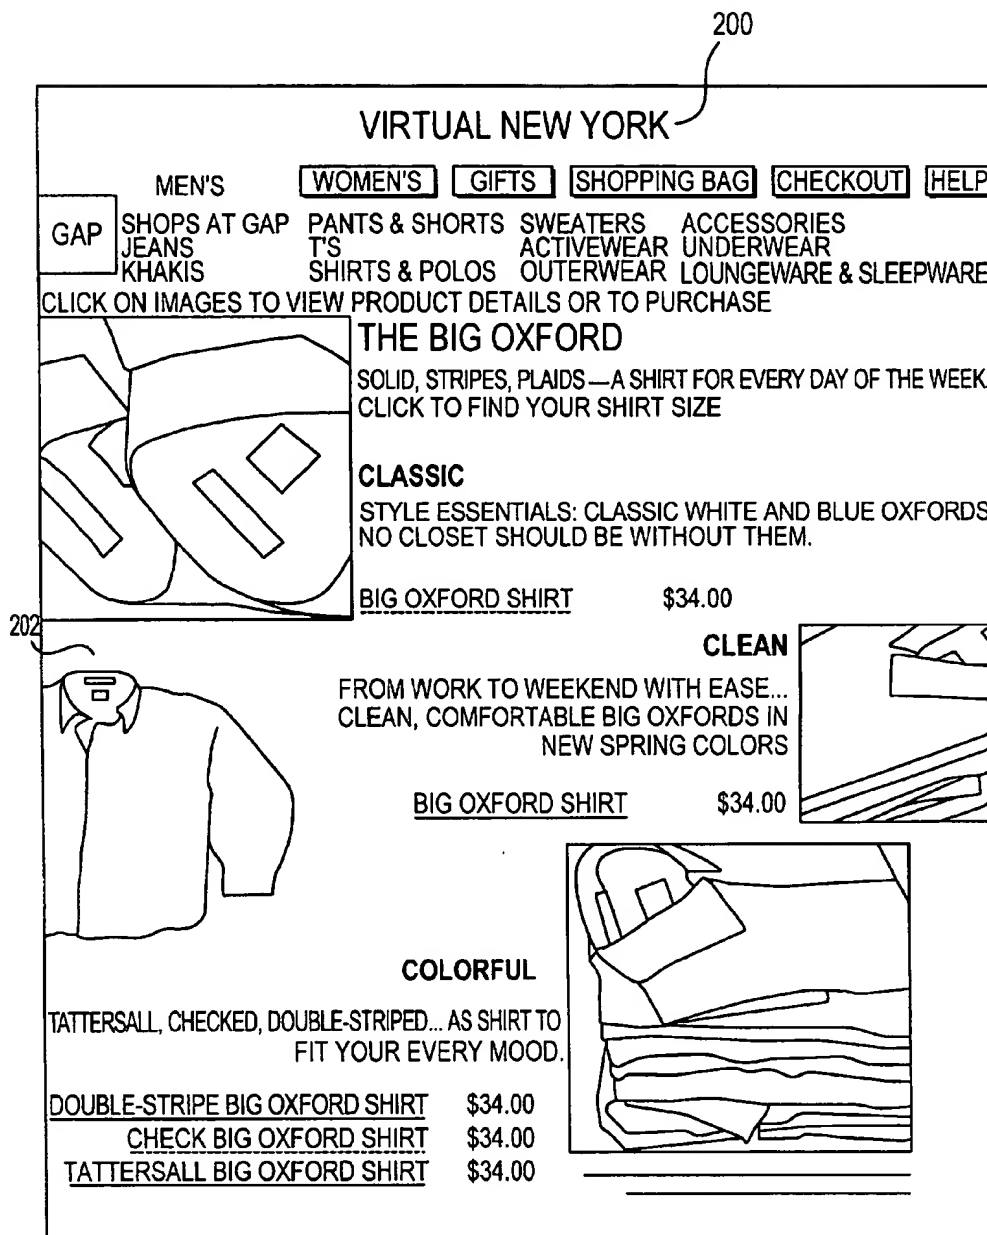 200
VIRTUAL NEW YORK
MEN'S WOMEN'S GIFTS SHOPPING BAG CHECKOUT HELP
GAP
SHOPS AT GAP PANTS & SHORTS SWEATERS ACCESSORIES
JEANS T'S ACTIVEWEAR UNDERWEAR
KHAKIS SHIRTS & POLOS OUTERWEAR LOUNGEWARE & SLEEPWARE
CLICK ON IMAGES TO VIEW PRODUCT DETAILS OR TO PURCHASE
THE BIG OXFORD
SOLID, STRIPES, PLAIDS—A SHIRT FOR EVERY DAY OF THE WEEK.
CLICK TO FIND YOUR SHIRT SIZE
CLASSIC
STYLE ESSENTIALS: CLASSIC WHITE AND BLUE OXFORDS
NO CLOSET SHOULD BE WITHOUT THEM.
BIG OXFORD SHIRT $34.00
202
CLEAN
FROM WORK TO WEEKEND WITH EASE...
CLEAN, COMFORTABLE BIG OXFORDS IN
NEW SPRING COLORS
BIG OXFORD SHIRT $34.00
COLORFUL
TATTERSALL, CHECKED, DOUBLE-STRIPED... AS SHIRT TO
FIT YOUR EVERY MOOD.
DOUBLE-STRIPE BIG OXFORD SHIRT $34.00
CHECK BIG OXFORD SHIRT $34.00
TATTERSALL BIG OXFORD SHIRT $34.00